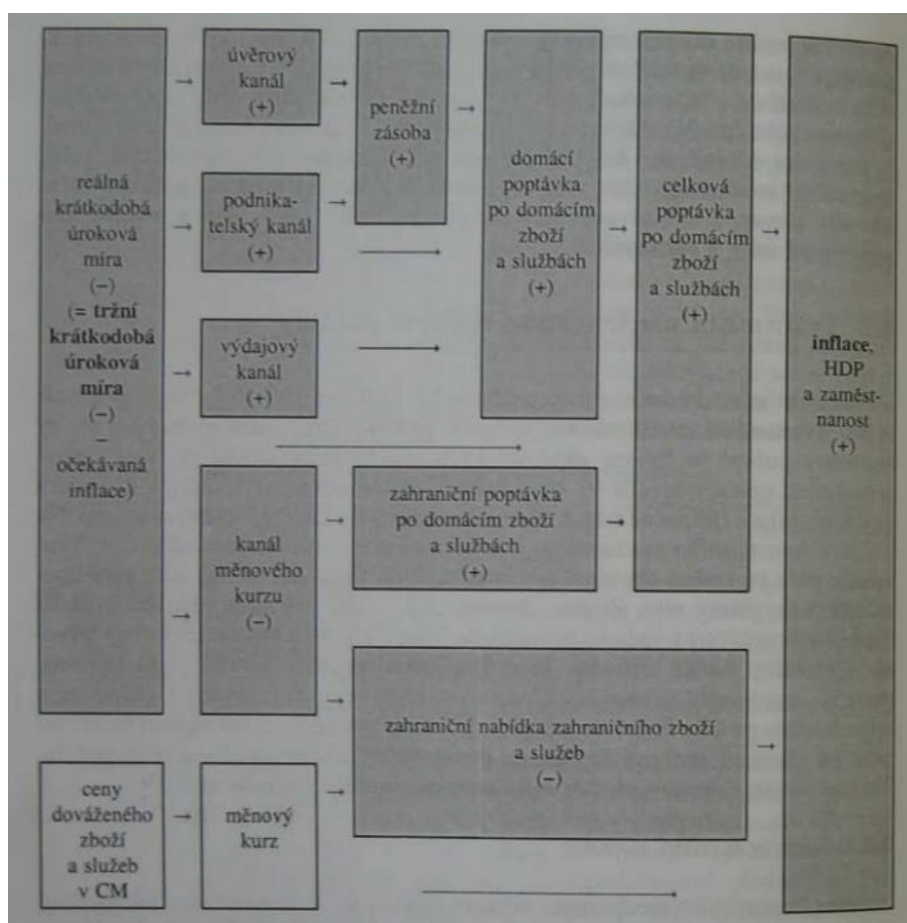 reálná
krátkodobá
úroková
míra
(−)
(= tržní
krátkodobá
úroková
míra
(−)
−
očekávaná
inflace)
úvěrový
kanál
(+)
podnika-
telský kanál
(+)
výdajový
kanál
(+)
kanál
měnového
kurzu
(−)
peněžní
zásoba
(+)
domácí
poptávka
po domácím
zboží
a službách
(+)
zahraniční poptávka
po domácím zboží
a službách
(+)
celková
poptávka
po domácím
zboží
a službách
(+)
zahraniční nabídka zahraničního zboží
a služeb
(−)
ceny
dováženého
zboží
a služeb
v CM
měnový
kurz
inflace,
HDP
a zaměst-
nanost
(+)